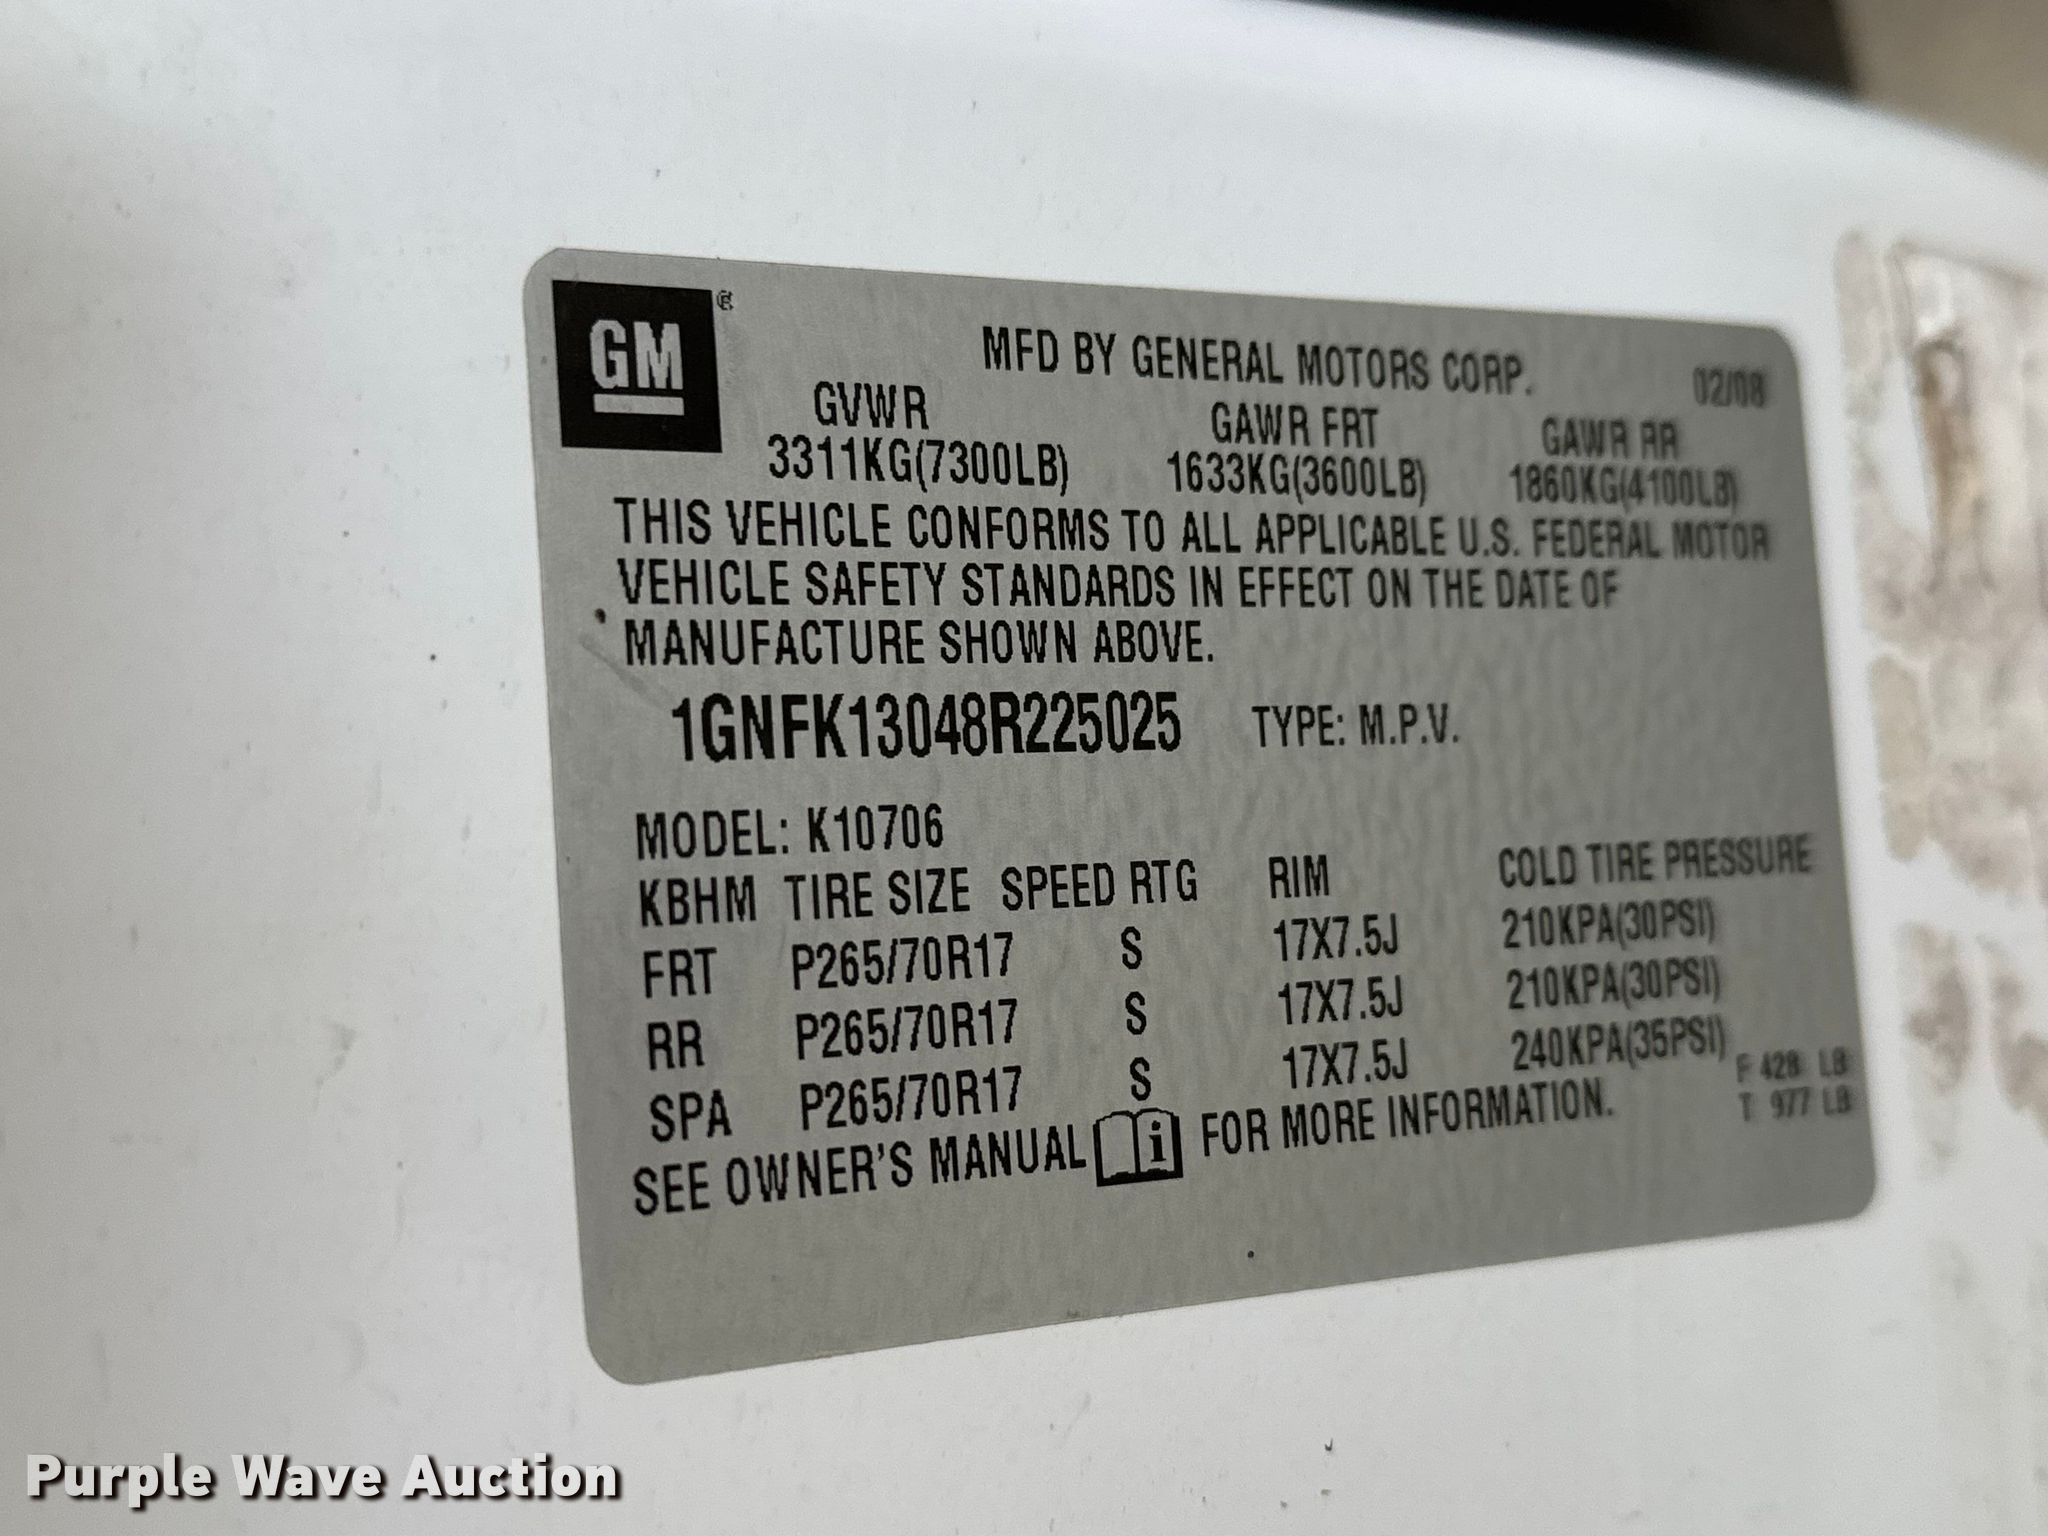 GM®
MFD BY GENERAL MOTORS CORP. 02/08
GVWR GAWR FRT GAWR RR
3311KG(7300LB) 1633KG(3600LB) 1860KG(4100LB)
THIS VEHICLE CONFORMS TO ALL APPLICABLE U.S. FEDERAL MOTOR
VEHICLE SAFETY STANDARDS IN EFFECT ON THE DATE OF
MANUFACTURE SHOWN ABOVE.
1GNFK13048R225025 TYPE: M.P.V.
MODEL: K10706
KBHM TIRE SIZE SPEED RTG RIM COLD TIRE PRESSURE
FRT P265/70R17 S 17X7.5J 210KPA(30PSI)
RR P265/70R17 S 17X7.5J 210KPA(30PSI)
SPA P265/70R17 S 17X7.5J 240KPA(35PSI)
F 428 LB
T 977 LB
SEE OWNER'S MANUAL i FOR MORE INFORMATION.
Purple Wave Auction